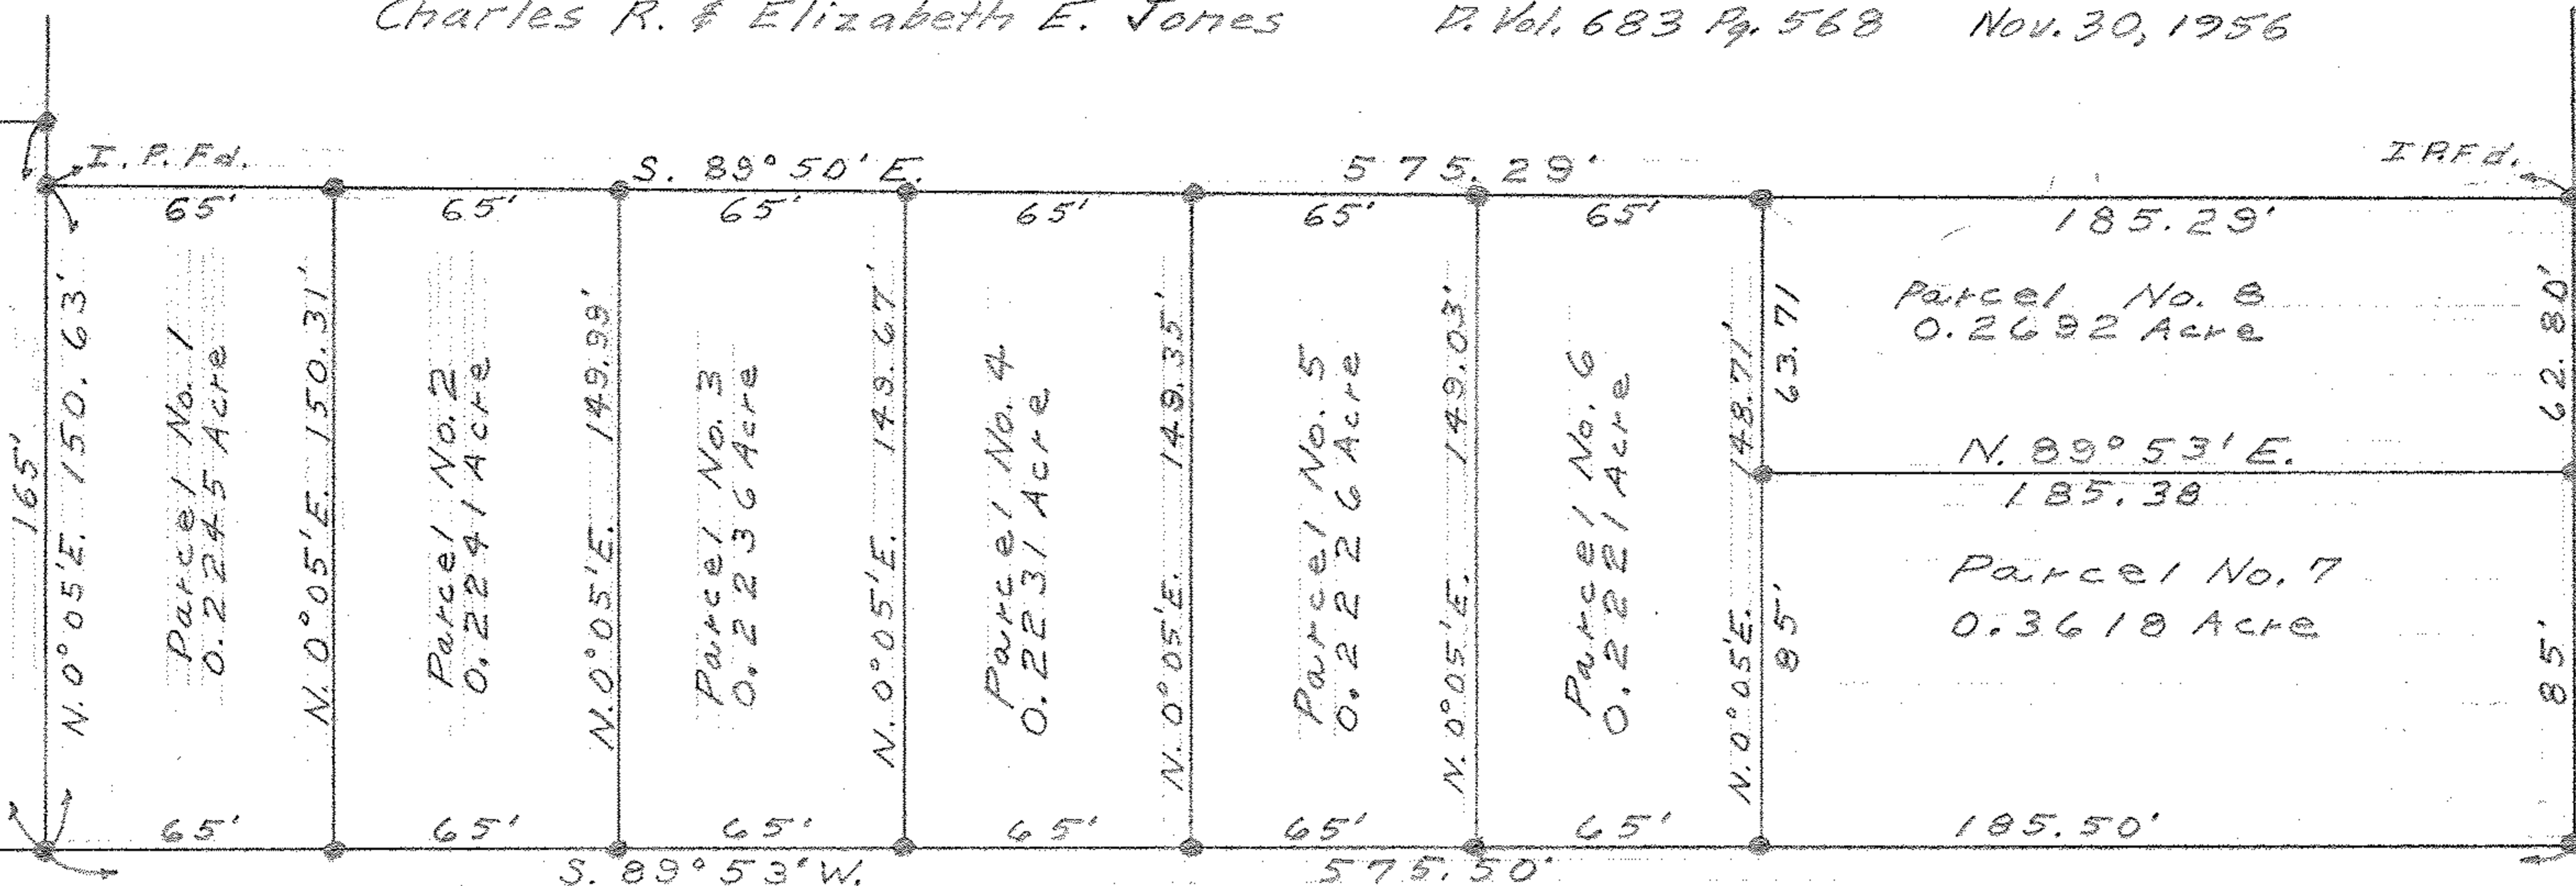 Charles R. & Elizabeth E. Jones D. Vol. 683 Pg. 568 Nov. 30, 1956
I. P. Fd.
S. 89° 50' E.
575.29'
I P.F d.
65'
65'
65'
65'
65'
65'
185.29'
165'
N. 0° 05' E. 150.63'
Parcel No. 1
0.2245 Acre
N. 0° 05' E. 150.31'
Parcel No. 2
0.2241 Acre
N. 0° 05' E. 149.99'
Parcel No. 3
0.2236 Acre
N. 0° 05' E. 149.67'
Parcel No. 4
0.2231 Acre
N. 0° 05' E. 149.35'
Parcel No. 5
0.2226 Acre
N. 0° 05' E. 149.03'
Parcel No. 6
0.2221 Acre
N. 0° 05' E. 148.71'
63.71
85'
Parcel No. 8
0.2692 Acre
62.80'
N. 89° 53' E.
185.38
Parcel No. 7
0.3618 Acre
85'
65'
65'
65'
65'
65'
65'
185.50'
S. 89° 53' W.
575.50'